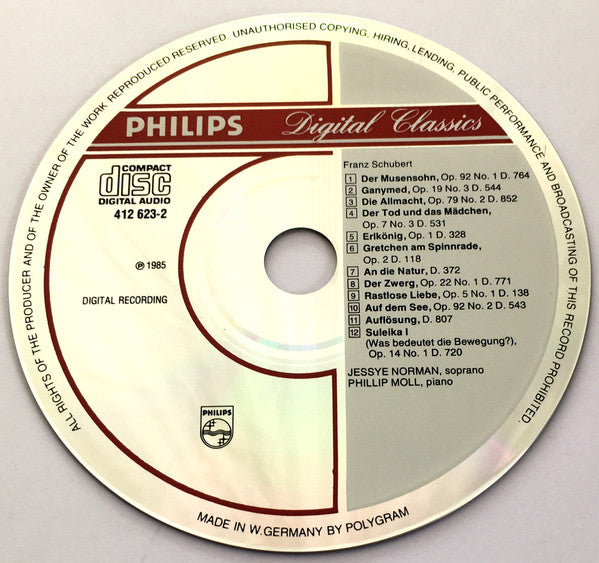 ALL RIGHTS OF THE PRODUCER AND OF THE OWNER OF THE WORK REPRODUCED RESERVED. UNAUTHORISED COPYING, HIRING, LENDING, PUBLIC PERFORMANCE AND BROADCASTING OF THIS RECORD PROHIBITED.
PHILIPS Digital Classics
COMPACT
disc
DIGITAL AUDIO
412 623-2
℗ 1985
DIGITAL RECORDING
PHILIPS
Franz Schubert
1 Der Musensohn, Op. 92 No. 1 D. 764
2 Ganymed, Op. 19 No. 3 D. 544
3 Die Allmacht, Op. 79 No. 2 D. 852
4 Der Tod und das Mädchen,
Op. 7 No. 3 D. 531
5 Erlkönig, Op. 1 D. 328
6 Gretchen am Spinnrade,
Op. 2 D. 118
7 An die Natur, D. 372
8 Der Zwerg, Op. 22 No. 1 D. 771
9 Rastlose Liebe, Op. 5 No. 1 D. 138
10 Auf dem See, Op. 92 No. 2 D. 543
11 Auflösung, D. 807
12 Suleika I
(Was bedeutet die Bewegung?),
Op. 14 No. 1 D. 720
JESSYE NORMAN, soprano
PHILLIP MOLL, piano
MADE IN W. GERMANY BY POLYGRAM